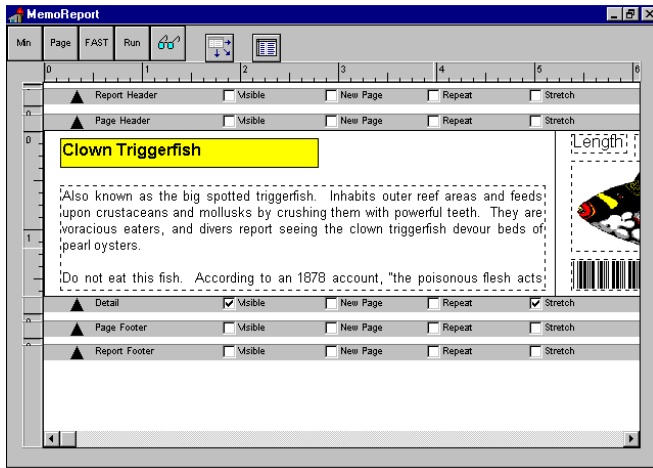 MemoReport
Min Page FAST Run
0 1 2 3 4 5 6
Report Header Visible New Page Repeat Stretch
0
Page Header Visible New Page Repeat Stretch
0
Clown Triggerfish
Length:
Also known as the big spotted triggerfish. Inhabits outer reef areas and feeds
upon crustaceans and mollusks by crushing them with powerful teeth. They are
voracious eaters, and divers report seeing the clown triggerfish devour beds of
1
pearl oysters.
Do not eat this fish. According to an 1878 account, "the poisonous flesh acts
Detail Visible New Page Repeat Stretch
Page Footer Visible New Page Repeat Stretch
Report Footer Visible New Page Repeat Stretch